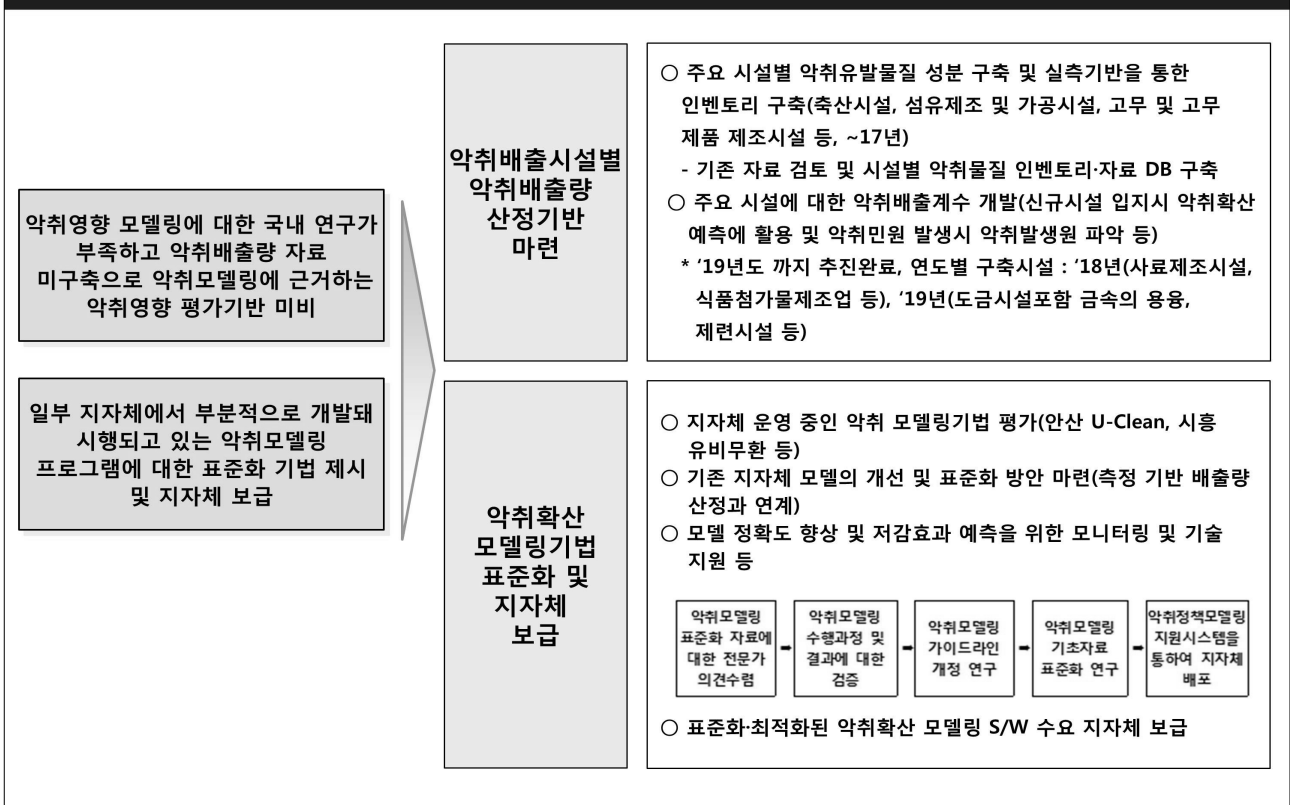 악취영향 모델링에 대한 국내 연구가
부족하고 악취배출량 자료
미구축으로 악취모델링에 근거하는
악취영향 평가기반 미비
일부 지자체에서 부분적으로 개발돼
시행되고 있는 악취모델링
프로그램에 대한 표준화 기법 제시
및 지자체 보급
악취배출시설별
악취배출량
산정기반
마련
○ 주요 시설별 악취유발물질 성분 구축 및 실측기반을 통한
인벤토리 구축(축산시설, 섬유제조 및 가공시설, 고무 및 고무
제품 제조시설 등, ~17년)
- 기존 자료 검토 및 시설별 악취물질 인벤토리·자료 DB 구축
○ 주요 시설에 대한 악취배출계수 개발(신규시설 입지시 악취확산
예측에 활용 및 악취민원 발생시 악취발생원 파악 등)
* ‘19년도 까지 추진완료, 연도별 구축시설 : ‘18년(사료제조시설,
식품첨가물제조업 등), ‘19년(도금시설포함 금속의 용융,
제련시설 등)
악취확산
모델링기법
표준화 및
지자체
보급
○ 지자체 운영 중인 악취 모델링기법 평가(안산 U-Clean, 시흥
유비무환 등)
○ 기존 지자체 모델의 개선 및 표준화 방안 마련(측정 기반 배출량
산정과 연계)
○ 모델 정확도 향상 및 저감효과 예측을 위한 모니터링 및 기술
지원 등
악취모델링
표준화 자료에
대한 전문가
의견수렴
악취모델링
수행과정 및
결과에 대한
검증
악취모델링
가이드라인
개정 연구
악취모델링
기초자료
표준화 연구
악취정책모델링
지원시스템을
통하여 지자체
배포
○ 표준화·최적화된 악취확산 모델링 S/W 수요 지자체 보급